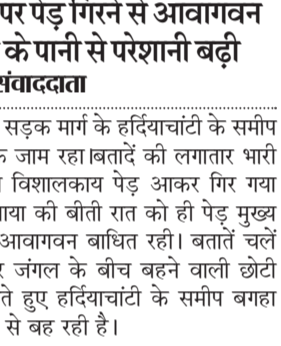 पर पेड़ गिरने से आवागवन
के पानी से परेशानी बढ़ी
संवाददाता
सड़क मार्ग के हर्दियाचांटी के समीप
जाम रहा।बतादें की लगातार भारी
विशालकाय पेड़ आकर गिर गया
की बीती रात को ही पेड़ मुख्य
आवागवन बाधित रही। बतातें चलें
जंगल के बीच बहने वाली छोटी
हुए हर्दियाचांटी के समीप बगहा
से बह रही है।